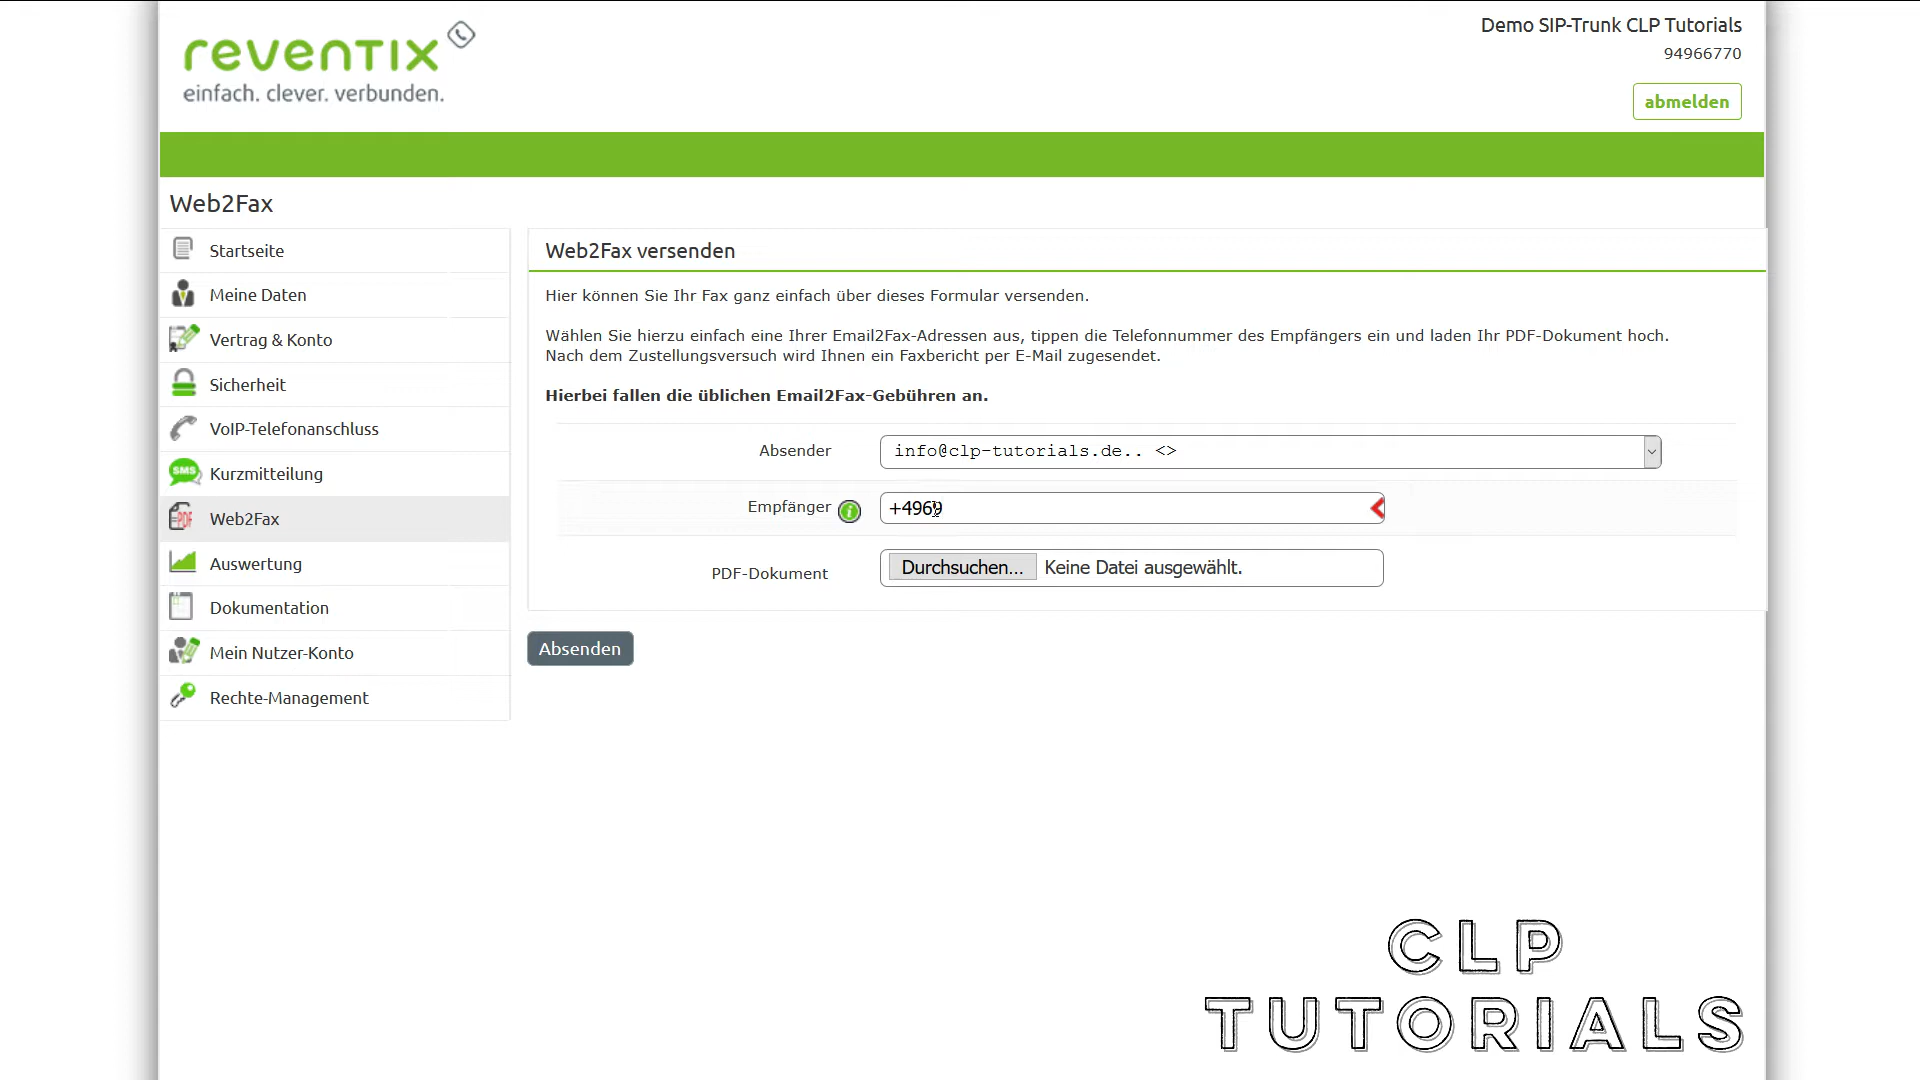 reventix
einfach. clever. verbunden.
Demo SIP-Trunk CLP Tutorials
94966770
abmelden
Web2Fax
Startseite
Meine Daten
Vertrag & Konto
Sicherheit
VoIP-Telefonanschluss
SMS Kurzmitteilung
PDF Web2Fax
Auswertung
Dokumentation
Mein Nutzer-Konto
Rechte-Management
Web2Fax versenden
Hier können Sie Ihr Fax ganz einfach über dieses Formular versenden.
Wählen Sie hierzu einfach eine Ihrer Email2Fax-Adressen aus, tippen die Telefonnummer des Empfängers ein und laden Ihr PDF-Dokument hoch.
Nach dem Zustellungsversuch wird Ihnen ein Faxbericht per E-Mail zugesendet.
Hierbei fallen die üblichen Email2Fax-Gebühren an.
Absender info@clp-tutorials.de.. <>
Empfänger i +4969
PDF-Dokument Durchsuchen... Keine Datei ausgewählt.
Absenden
CLP
TUTORIALS